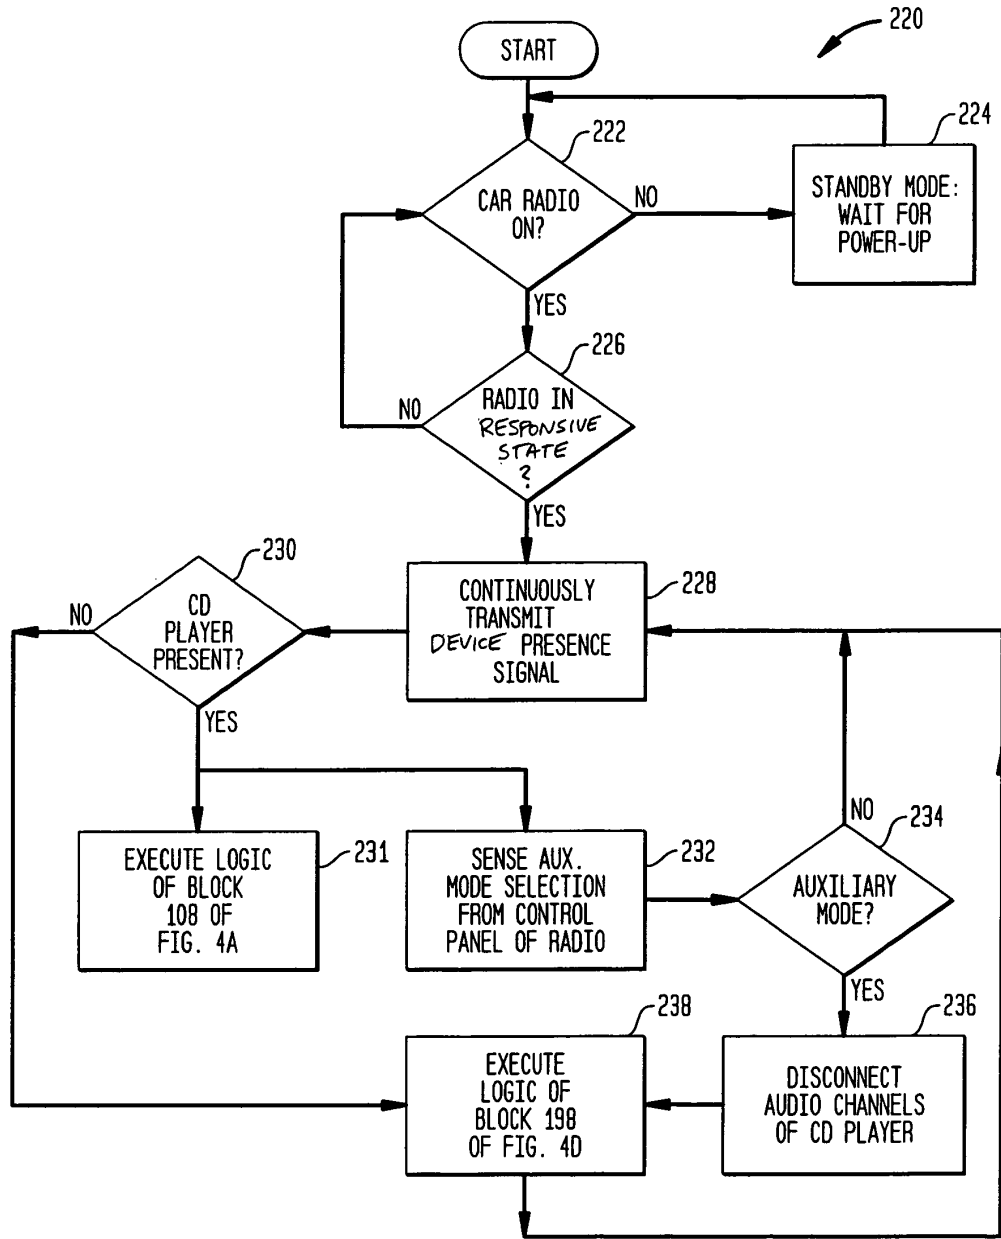 220
START
222
CAR RADIO
ON?
NO
YES
224
STANDBY MODE:
WAIT FOR
POWER-UP
226
RADIO IN
RESPONSIVE
STATE
?
NO
YES
228
CONTINUOUSLY
TRANSMIT
DEVICE PRESENCE
SIGNAL
230
CD
PLAYER
PRESENT?
NO
YES
231
EXECUTE LOGIC
OF BLOCK
108 OF
FIG. 4A
232
SENSE AUX.
MODE SELECTION
FROM CONTROL
PANEL OF RADIO
234
AUXILIARY
MODE?
NO
YES
236
DISCONNECT
AUDIO CHANNELS
OF CD PLAYER
238
EXECUTE
LOGIC OF
BLOCK 198
OF FIG. 4D